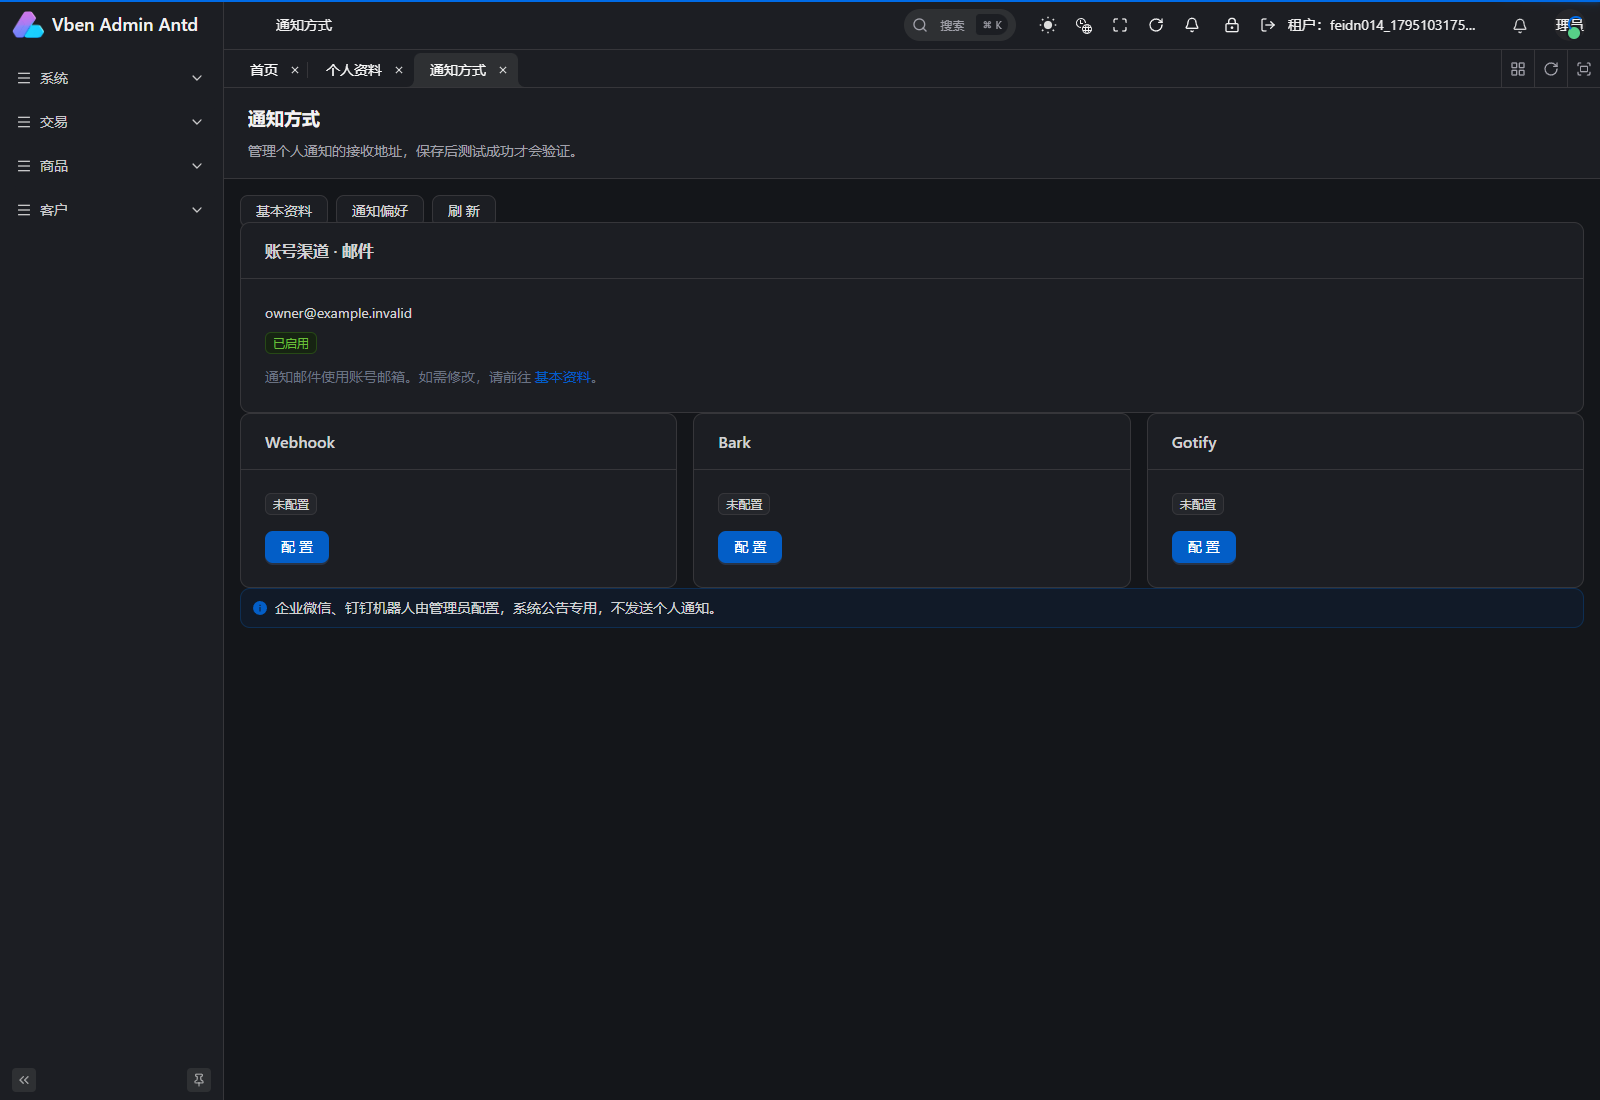 Vben Admin Antd
通知方式
搜索
⌘ K
租户：feidn014_1795103175...
理员
系统
交易
商品
客户
首页
个人资料
通知方式
通知方式
管理个人通知的接收地址，保存后测试成功才会验证。
基本资料
通知偏好
刷 新
账号渠道 · 邮件
owner@example.invalid
已启用
通知邮件使用账号邮箱。如需修改，请前往 基本资料。
Webhook
未配置
配 置
Bark
未配置
配 置
Gotify
未配置
配 置
企业微信、钉钉机器人由管理员配置，系统公告专用，不发送个人通知。